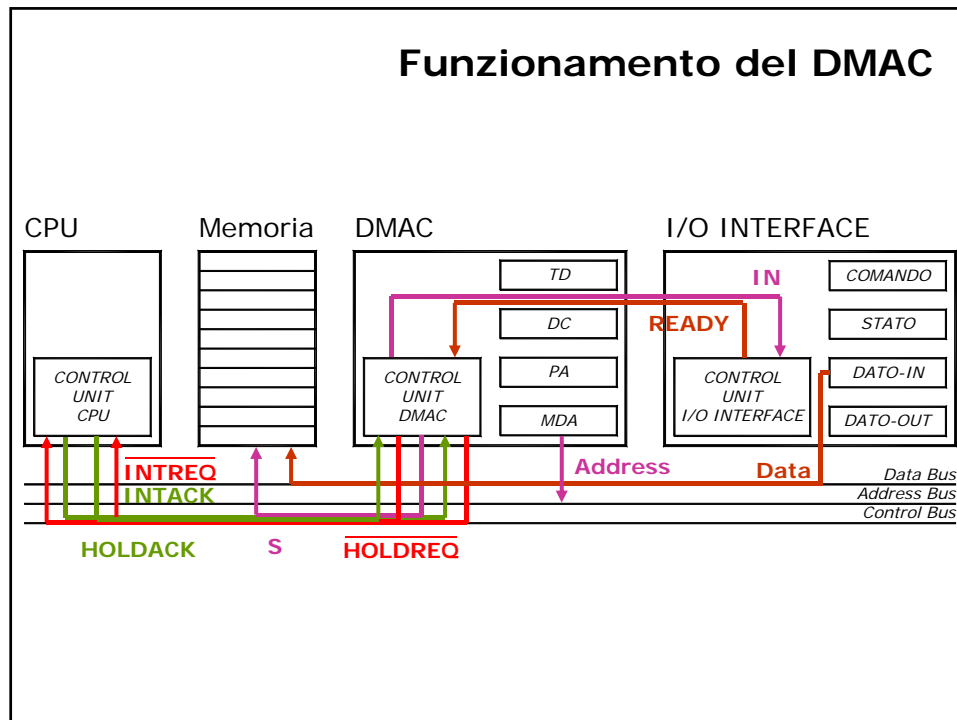 Funzionamento del DMAC
CPU
Memoria
DMAC
I/O INTERFACE
TD
IN
COMANDO
DC
READY
STATO
CONTROL
UNIT
CPU
CONTROL
UNIT
DMAC
PA
CONTROL
UNIT
I/O INTERFACE
DATO-IN
MDA
DATO-OUT
INTREQ
Address
Data
Data Bus
INTACK
Address Bus
Control Bus
HOLDACK
S
HOLDREQ